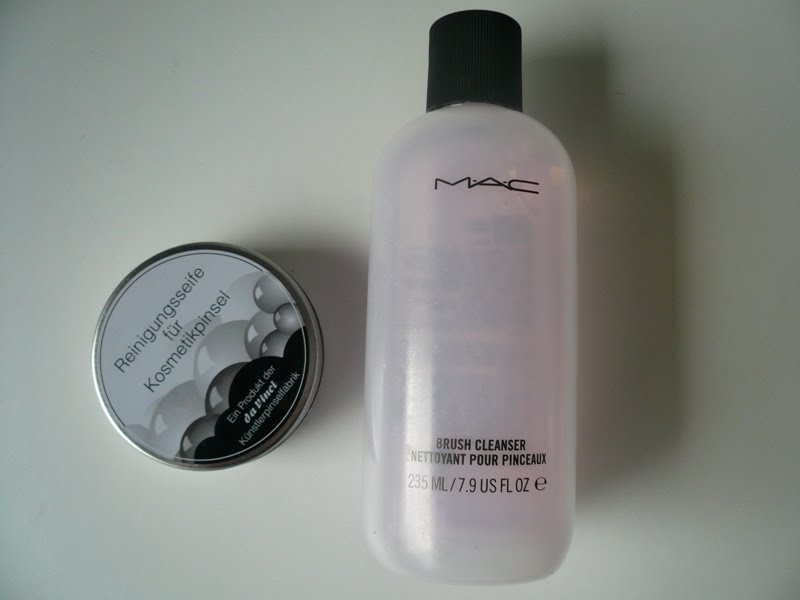 Reinigungsseife
für
Kosmetikpinsel
Ein Produkt der
da Vinci
Künstlerpinselfabrik
M·A·C
BRUSH CLEANSER
NETTOYANT POUR PINCEAUX
235 ML / 7.9 US FL OZ ℮